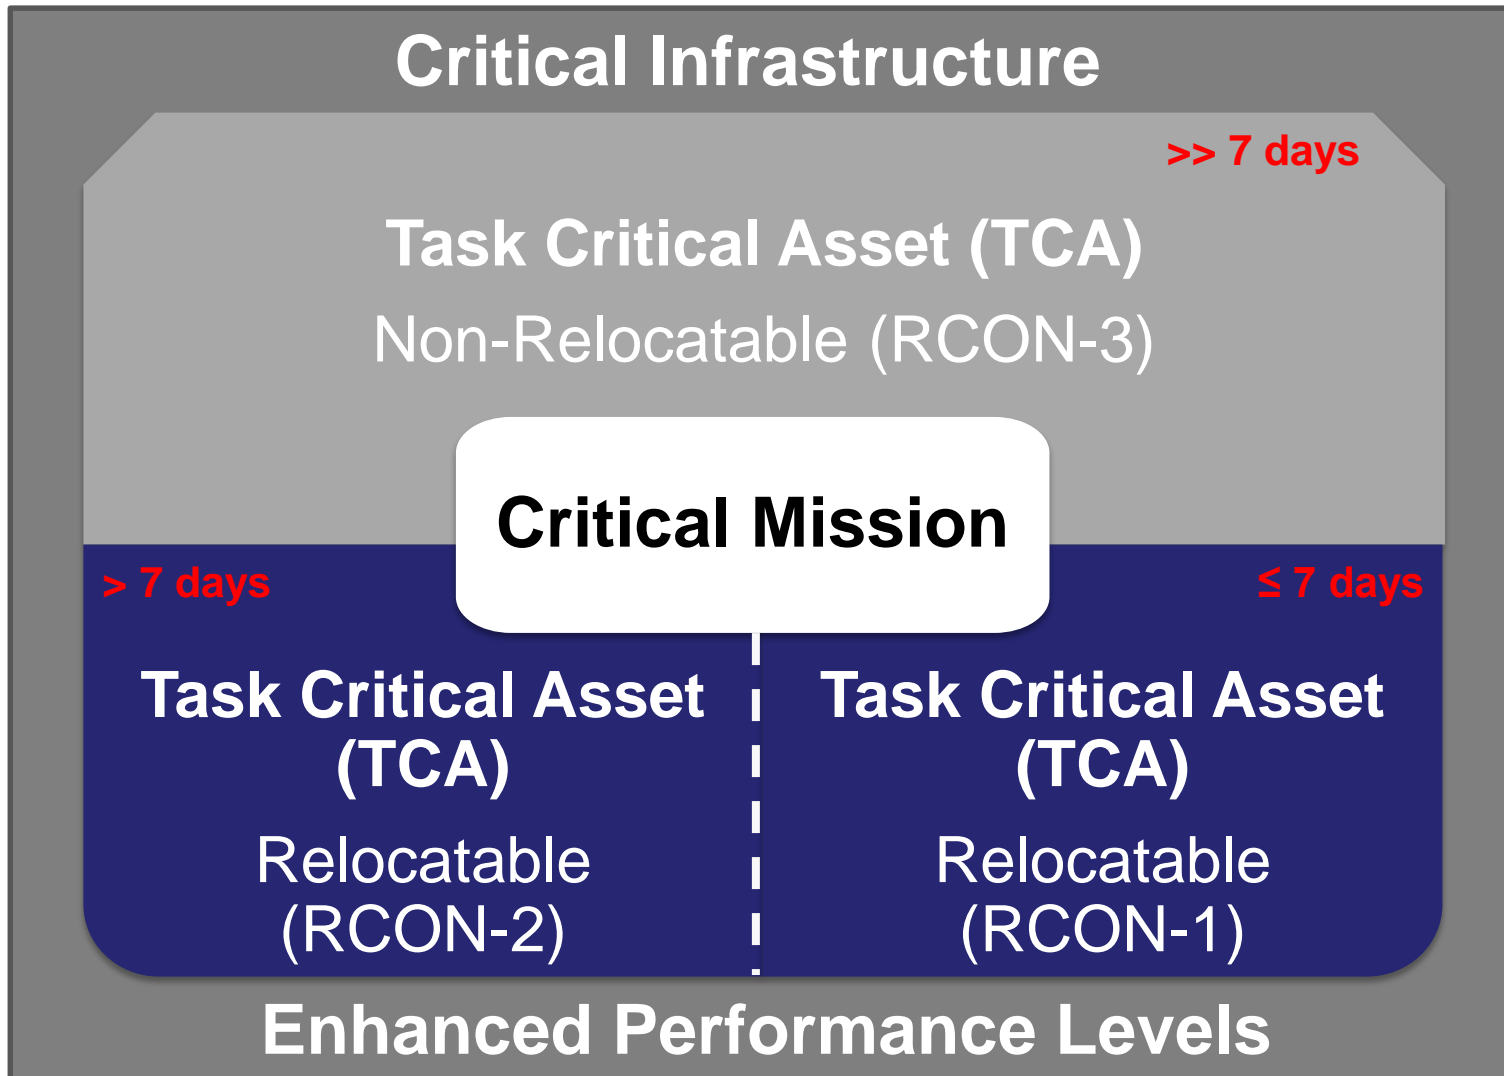 Critical Infrastructure
>> 7 days
Task Critical Asset (TCA)
Non-Relocatable (RCON-3)
Critical Mission
> 7 days
Task Critical Asset
(TCA)
Relocatable
(RCON-2)
≤ 7 days
Task Critical Asset
(TCA)
Relocatable
(RCON-1)
Enhanced Performance Levels